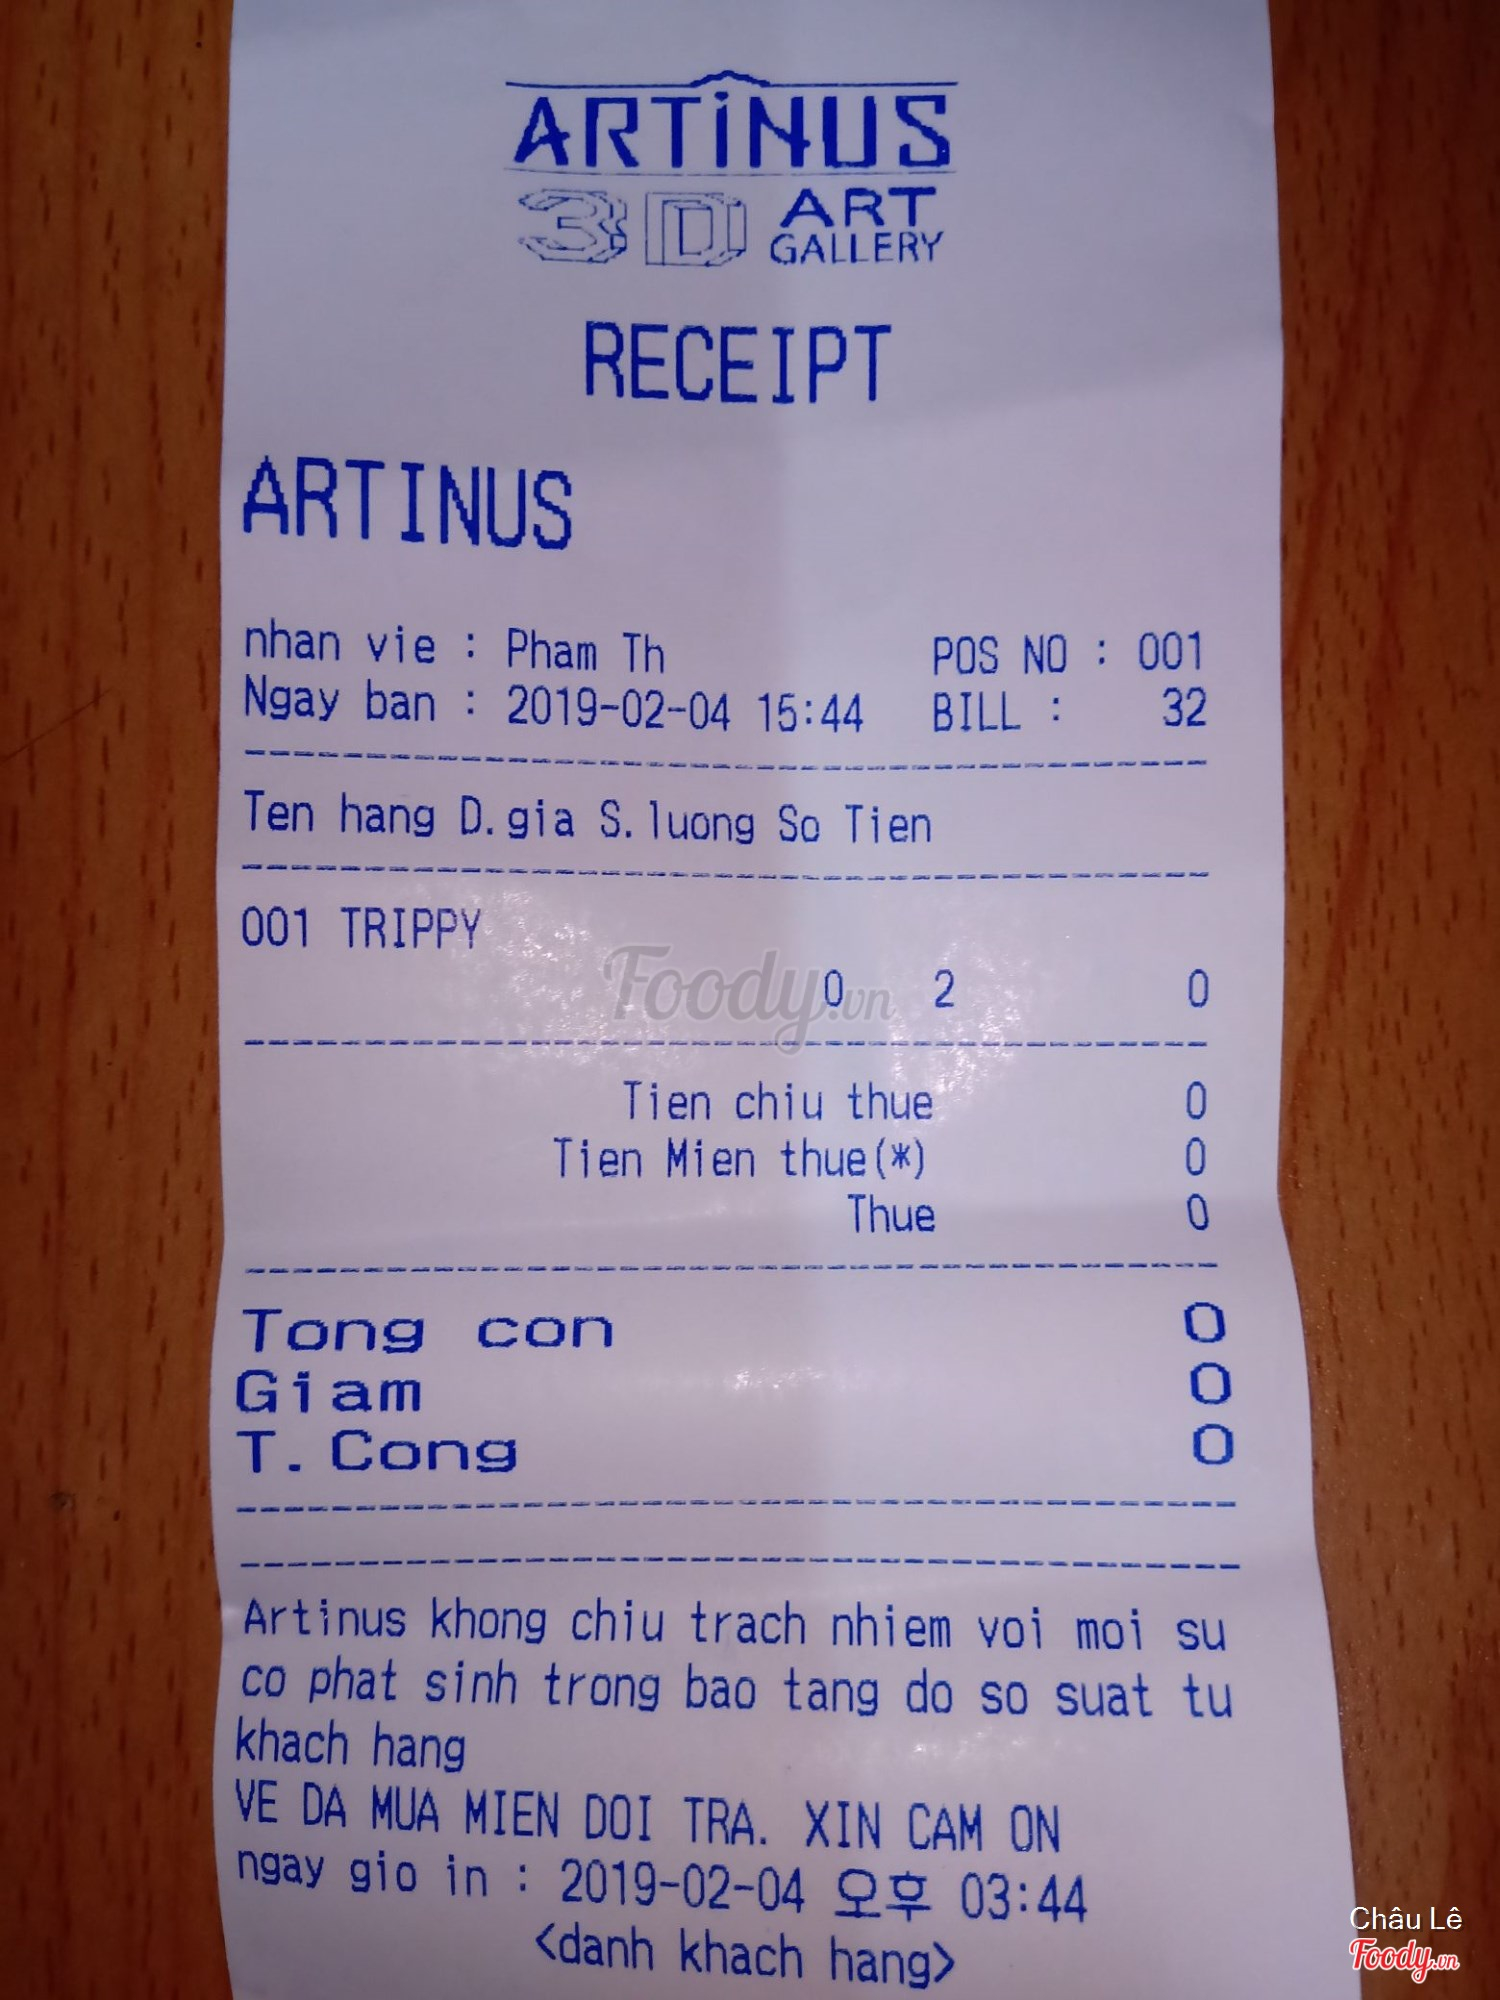 ARTiNUS
3D ART
GALLERY
RECEIPT
ARTINUS
nhan vie : Pham Th POS NO : 001
Ngay ban : 2019-02-04 15:44 BILL : 32
Ten hang D.gia S.luong So Tien
001 TRIPPY
0 2 0
Foody.vn
Tien chiu thue 0
Tien Mien thue(*) 0
Thue 0
Tong con 0
Giam 0
T.Cong 0
Artinus khong chiu trach nhiem voi moi su
co phat sinh trong bao tang do so suat tu
khach hang
VE DA MUA MIEN DOI TRA. XIN CAM ON
ngay gio in : 2019-02-04 오후 03:44
<danh khach hang>
Châu Lê
Foody.vn